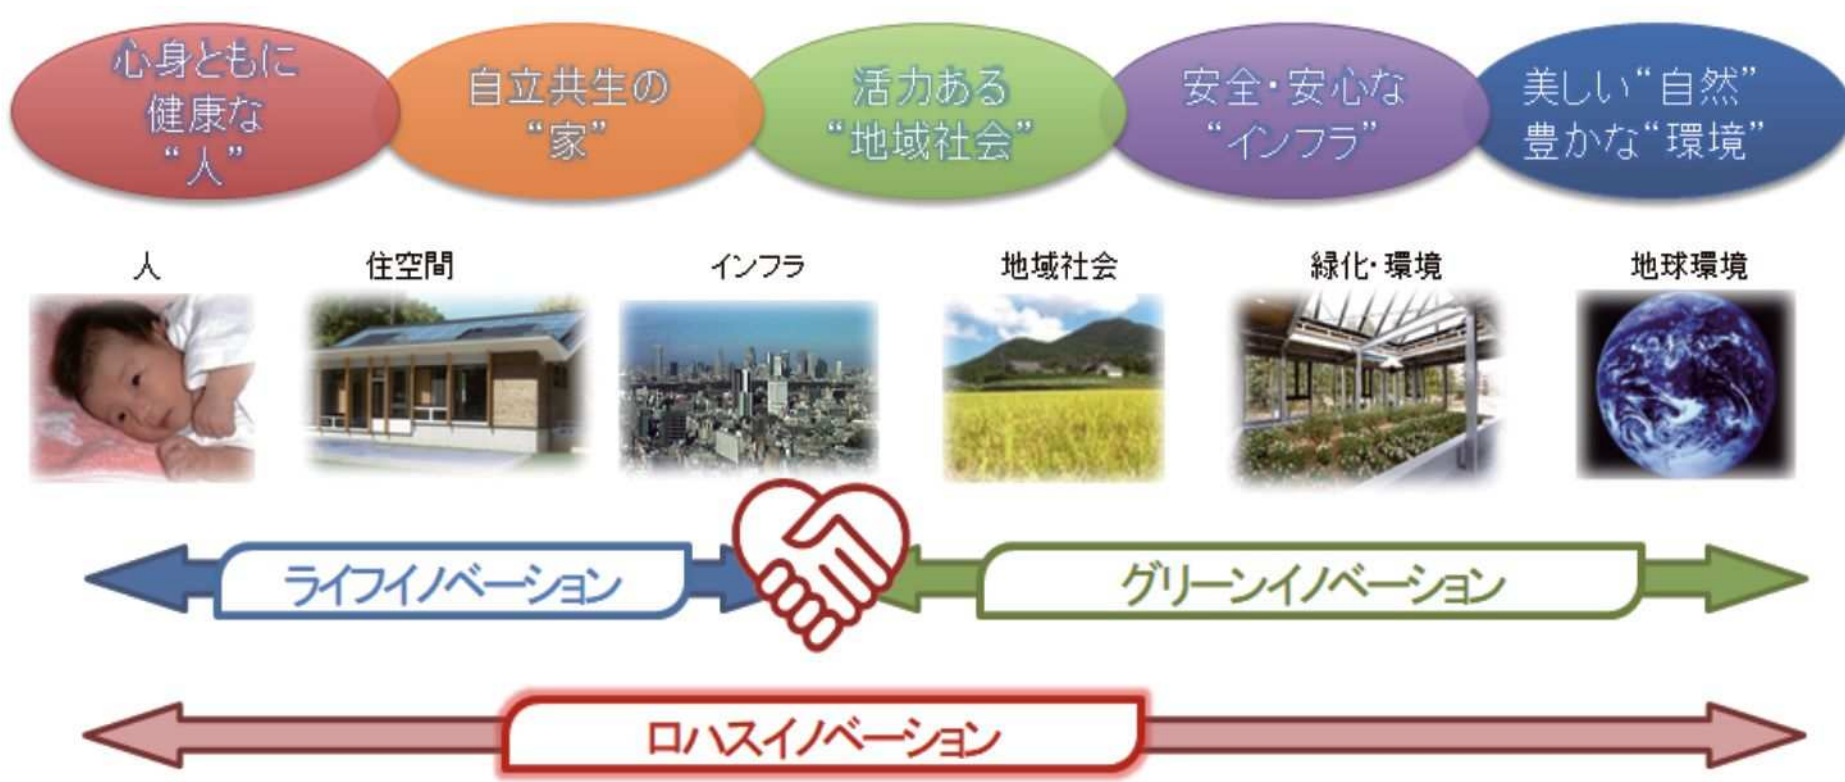 心身ともに
健康な
“人”
自立共生の
“家”
活力ある
“地域社会”
安全・安心な
“インフラ”
美しい“自然”
豊かな“環境”
人
住空間
インフラ
地域社会
緑化・環境
地球環境
ライフイノベーション
グリーンイノベーション
ロハスイノベーション